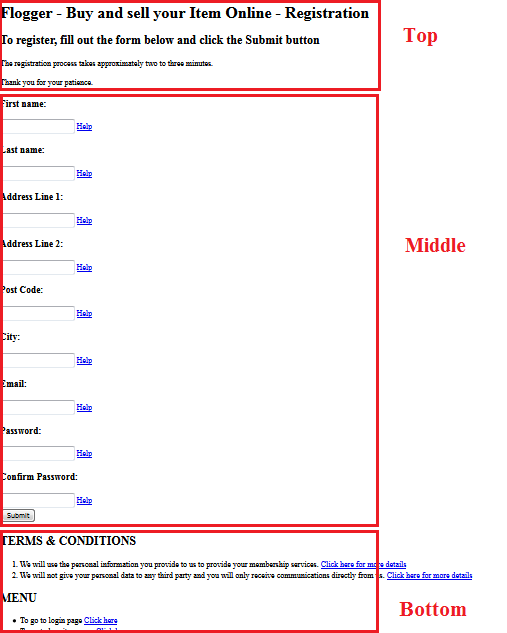 Flogger - Buy and sell your Item Online - Registration
To register, fill out the form below and click the Submit button
Top
The registration process takes approximately two to three minutes.
Thank you for your patience.
First name:
Help
Last name:
Help
Address Line 1:
Help
Address Line 2:
Help
Middle
Post Code:
Help
City:
Help
Email:
Help
Password:
Help
Confirm Password:
Help
Submit
TERMS & CONDITIONS
1. We will use the personal information you provide to us to provide your membership services. Click here for more details
2. We will not give your personal data to any third party and you will only receive communications directly from us. Click here for more details
MENU
Bottom
To go to login page Click here